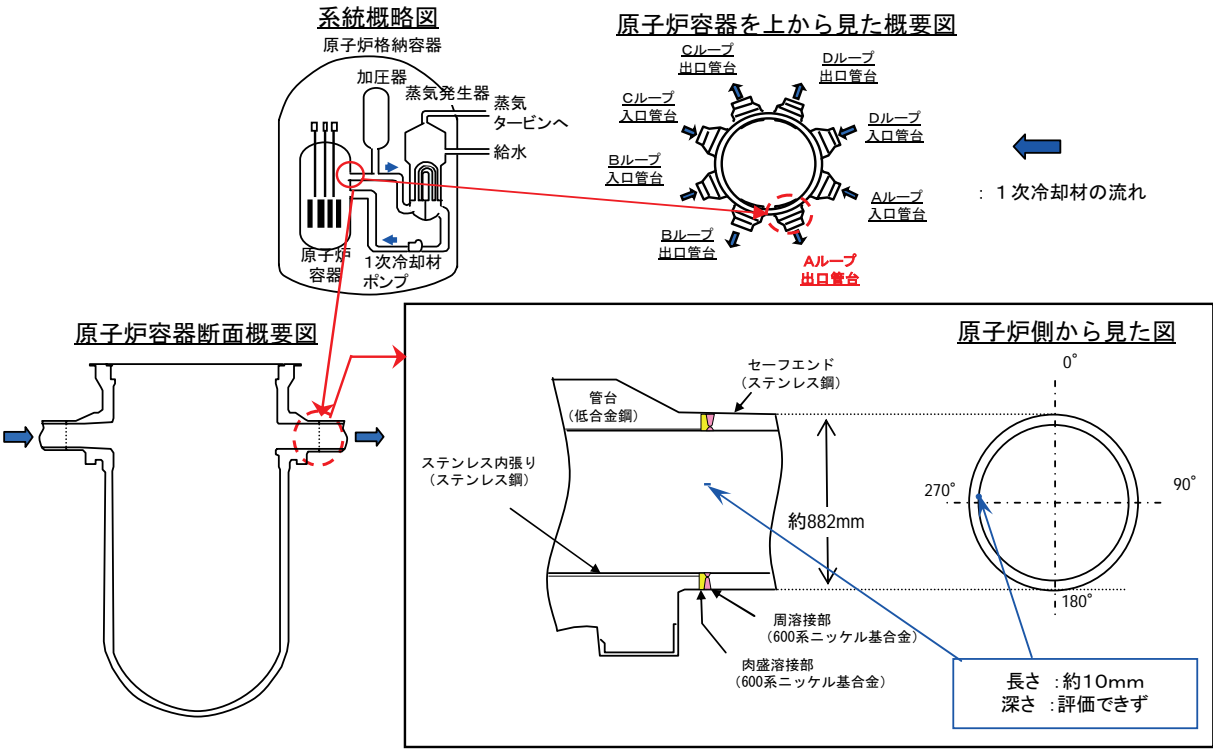 系統概略図
原子炉格納容器
加圧器
蒸気発生器
蒸気
タービンへ
給水
原子炉
容器
1次冷却材
ポンプ
原子炉容器を上から見た概要図
Cループ
出口管台
Dループ
出口管台
Cループ
入口管台
Dループ
入口管台
Bループ
入口管台
Aループ
入口管台
Bループ
出口管台
Aループ
出口管台
：１次冷却材の流れ
原子炉容器断面概要図
原子炉側から見た図
セーフエンド
（ステンレス鋼）
管台
（低合金鋼）
ステンレス内張り
（ステンレス鋼）
約882mm
周溶接部
（600系ニッケル基合金）
肉盛溶接部
（600系ニッケル基合金）
0°
270°
90°
180°
長さ ：約10mm
深さ ：評価できず